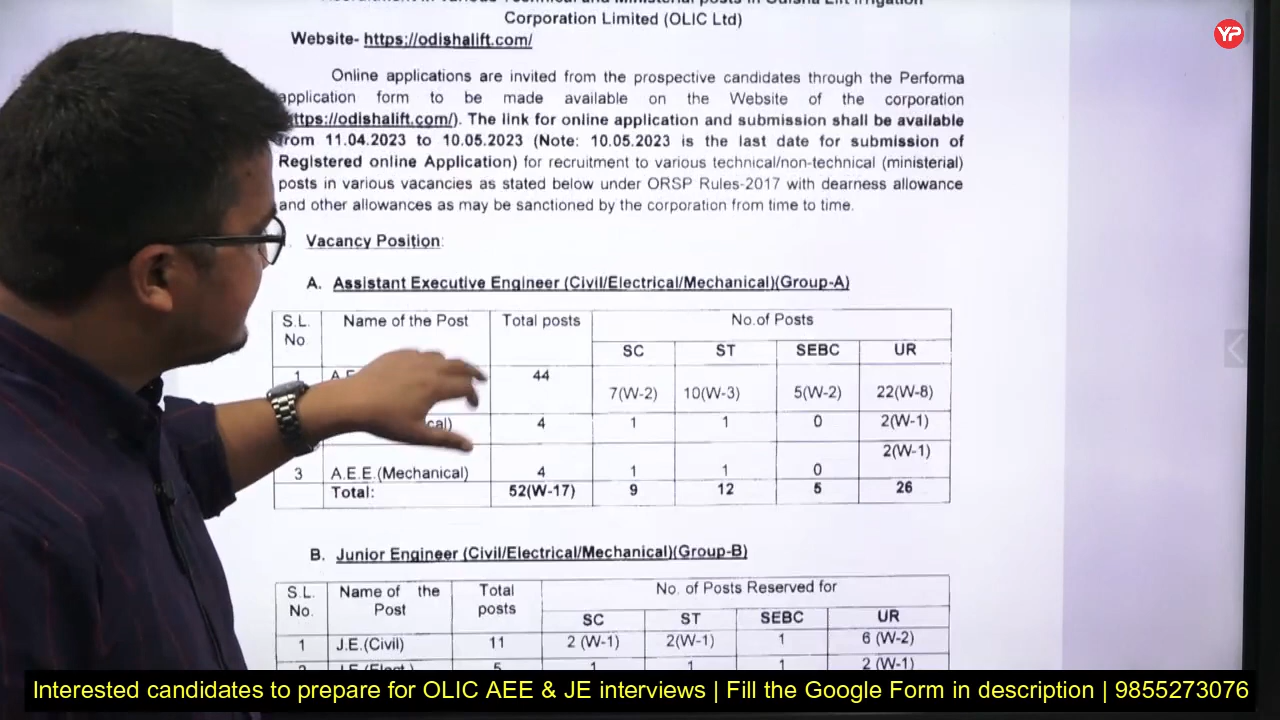 Corporation Limited (OLIC Ltd)
YP
Website- https://odishalift.com/
Online applications are invited from the prospective candidates through the Performa
application form to be made available on the Website of the corporation
https://odishalift.com/). The link for online application and submission shall be available
from 11.04.2023 to 10.05.2023 (Note: 10.05.2023 is the last date for submission of
Registered online Application) for recruitment to various technical/non-technical (ministerial)
posts in various vacancies as stated below under ORSP Rules-2017 with dearness allowance
and other allowances as may be sanctioned by the corporation from time to time.
Vacancy Position:
A. Assistant Executive Engineer (Civil/Electrical/Mechanical)(Group-A)
S.L. No Name of the Post Total posts No.of Posts
SC ST SEBC UR
1 44 7(W-2) 10(W-3) 5(W-2) 22(W-8)
cal) 4 1 1 0 2(W-1)
3 A.E.E.(Mechanical) 4 1 1 0 2(W-1)
Total: 52(W-17) 9 12 5 26
B. Junior Engineer (Civil/Electrical/Mechanical)(Group-B)
S.L. No. Name of the Post Total posts No. of Posts Reserved for
SC ST SEBC UR
1 J.E.(Civil) 11 2 (W-1) 2(W-1) 1 6 (W-2)
J.E.(Elect.) 5 1 1 1 2 (W-1)
Interested candidates to prepare for OLIC AEE & JE interviews | Fill the Google Form in description | 9855273076